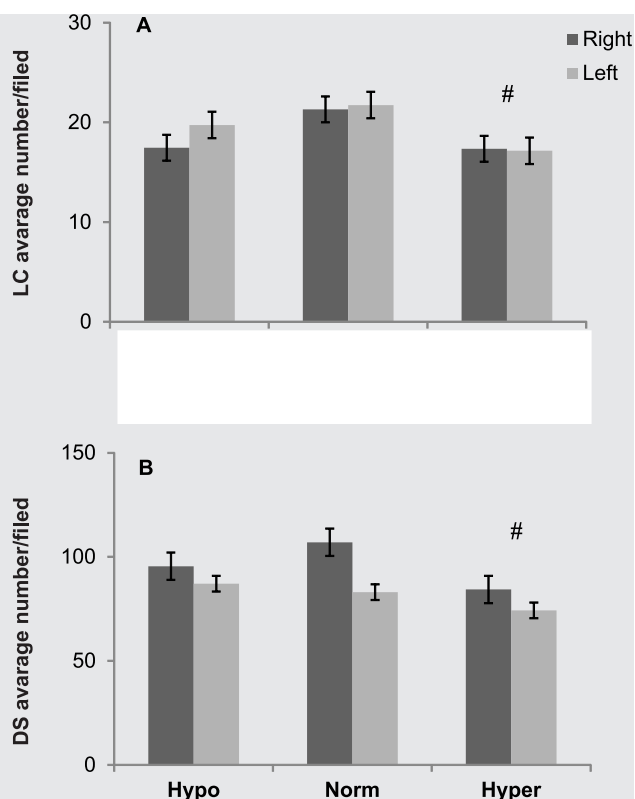 30
A
Right
Left
#
20
10
0
LC avarage number/filed
150
B
#
100
50
0
DS avarage number/filed
Hypo Norm Hyper